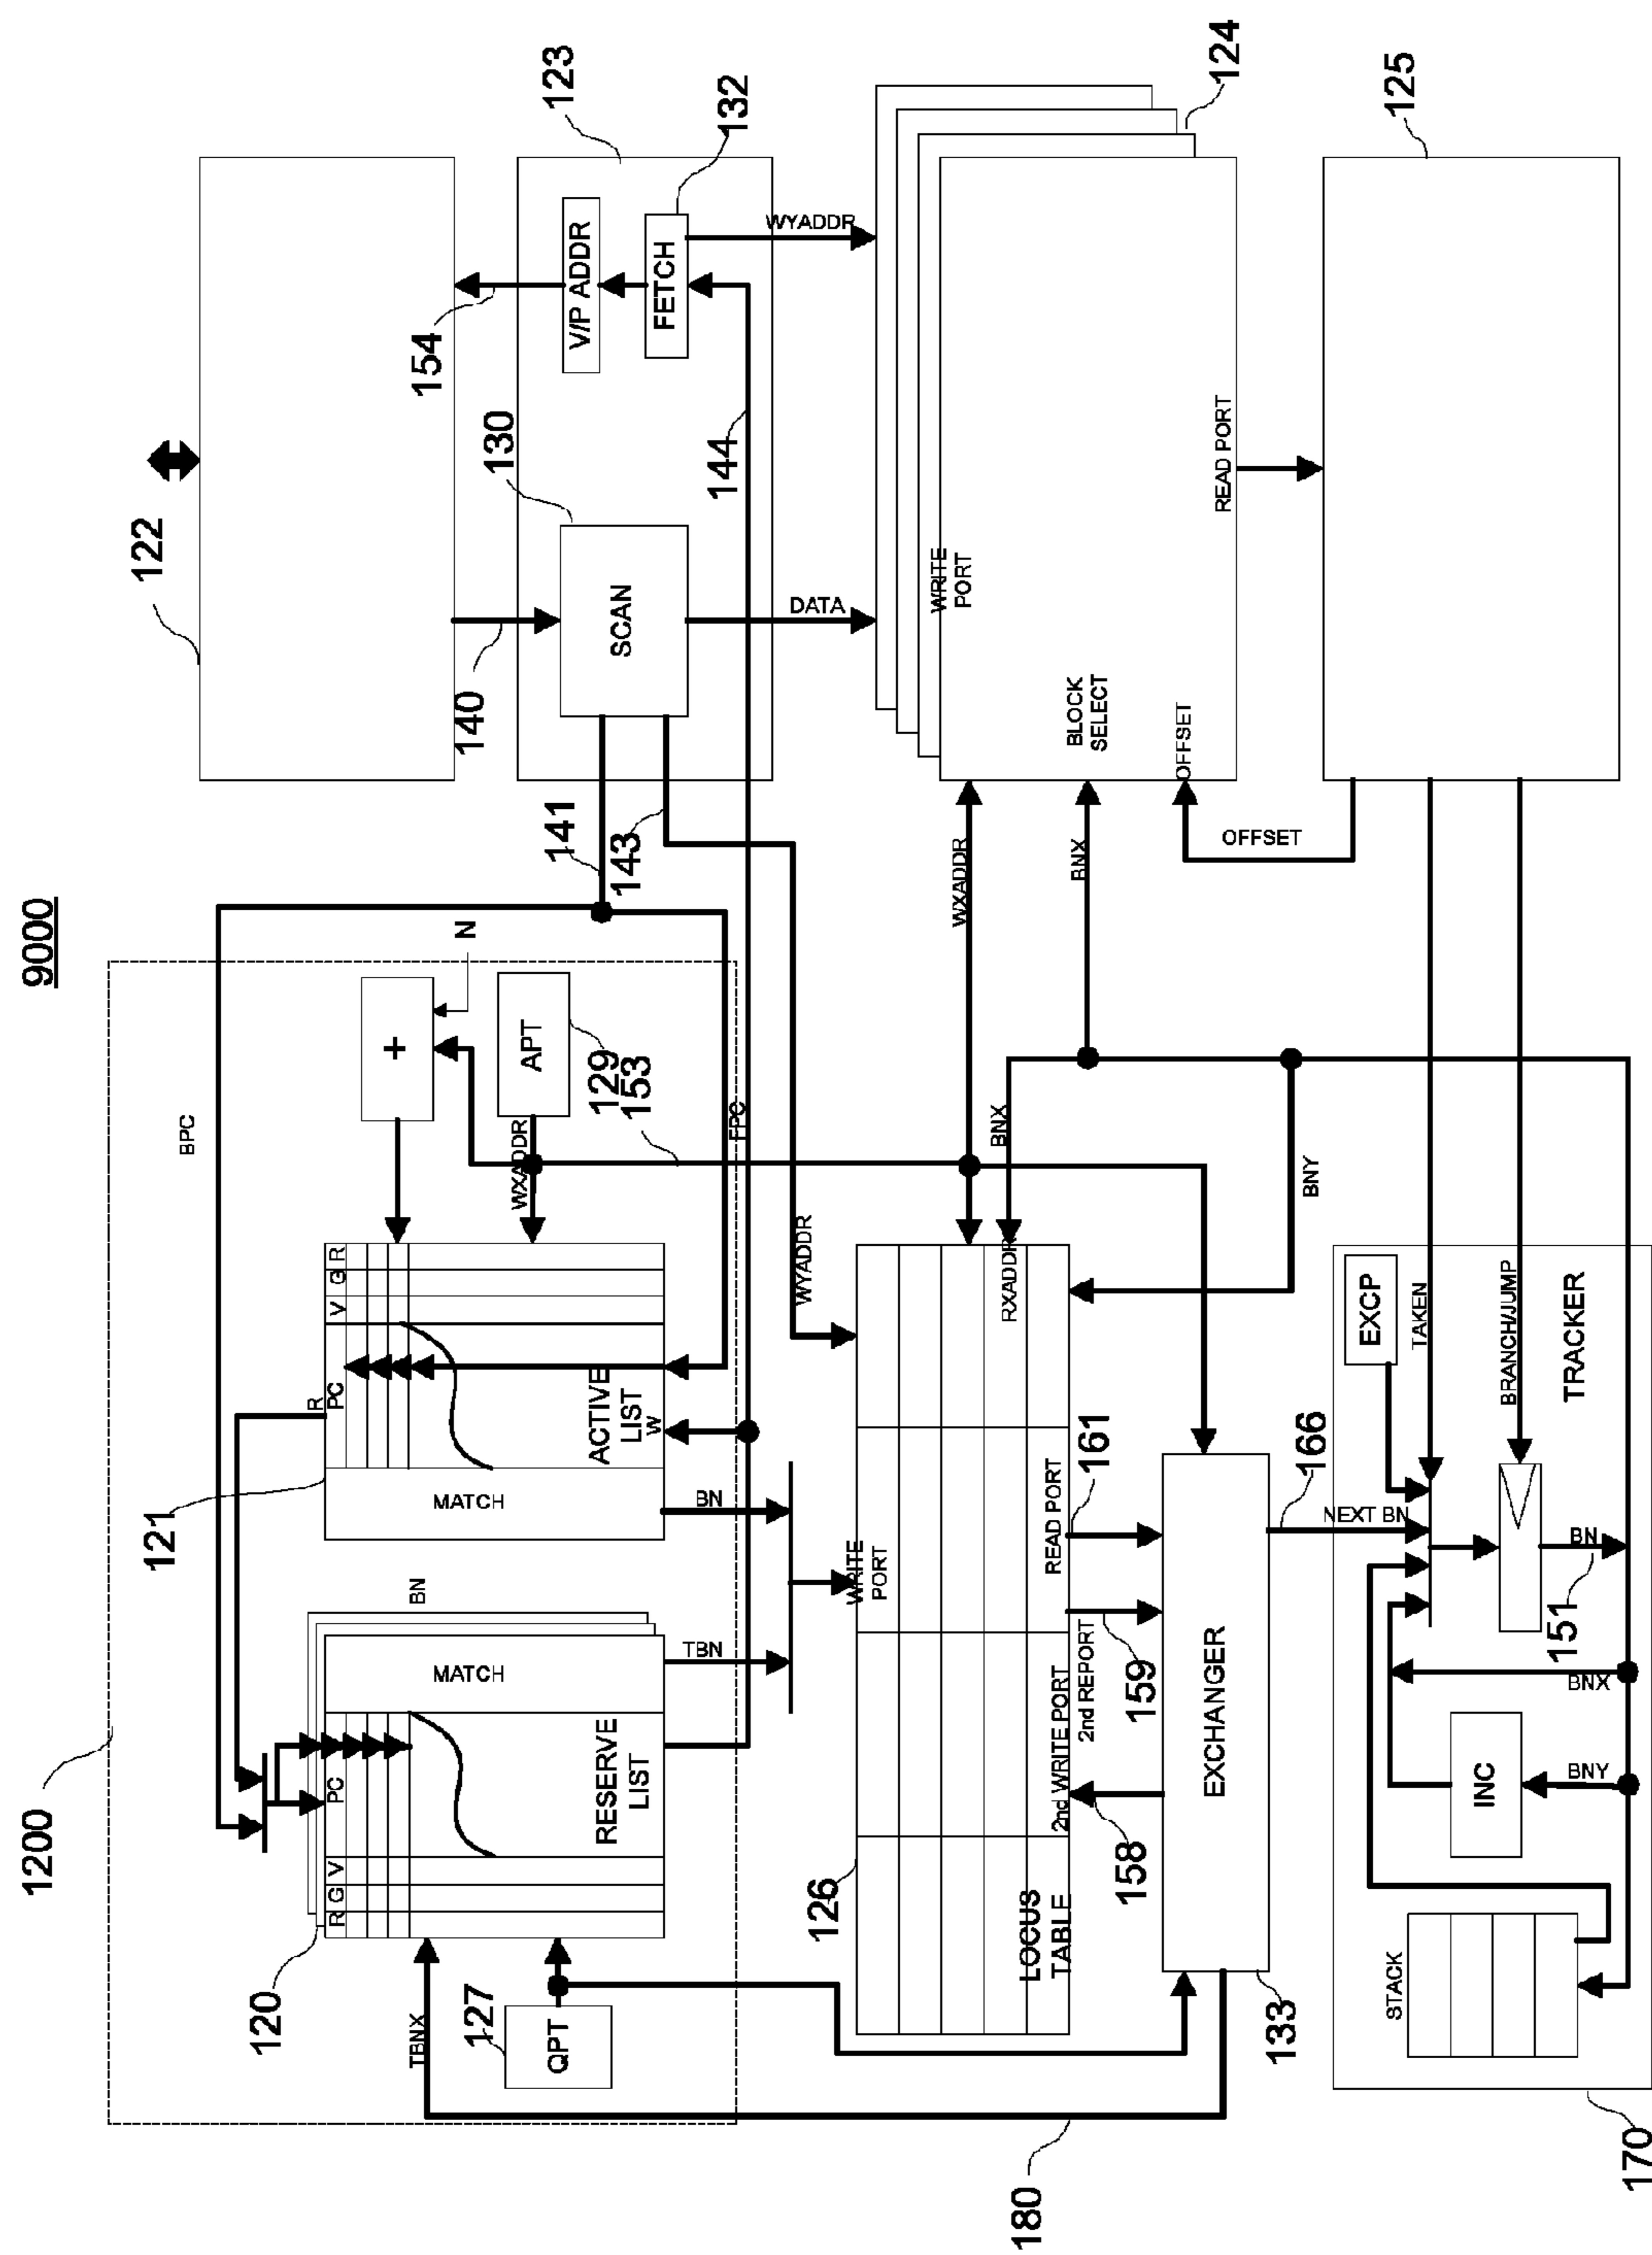 9000
1200
120
TBNX
127
QPT
R
G
V
PC
RESERVE
LIST
MATCH
TBN
BN
121
MATCH
BN
ACTIVE
LIST
W
R
PC
V
G
R
BPC
+
N
APT
129
153
WXADDR
FPC
141
143
122
140
130
SCAN
DATA
144
154
V/P ADDR
FETCH
WYADDR
123
132
WYADDR
126
LOCUS
TABLE
WRITE
PORT
RXADDR
BNX
BNY
2nd WRITE PORT
2nd REPORT
READ PORT
158
159
161
EXCHANGER
133
180
166
WXADDR
BNX
WRITE
PORT
BLOCK
SELECT
OFFSET
READ PORT
124
OFFSET
125
170
STACK
INC
BNY
BNX
151
BN
NEXT BN
EXCP
TAKEN
BRANCH/JUMP
TRACKER